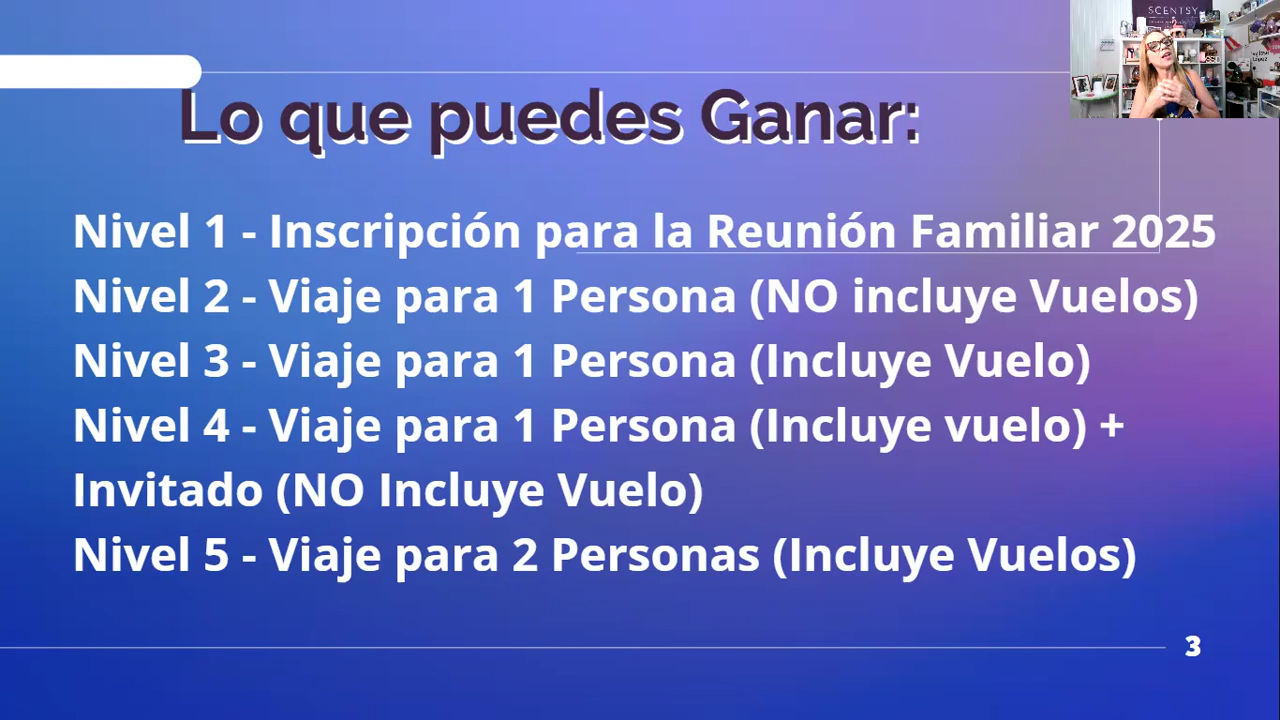 SCENTSY
Lo que puedes Ganar:
Nivel 1 - Inscripción para la Reunión Familiar 2025
Nivel 2 - Viaje para 1 Persona (NO incluye Vuelos)
Nivel 3 - Viaje para 1 Persona (Incluye Vuelo)
Nivel 4 - Viaje para 1 Persona (Incluye vuelo) +
Invitado (NO Incluye Vuelo)
Nivel 5 - Viaje para 2 Personas (Incluye Vuelos)
3